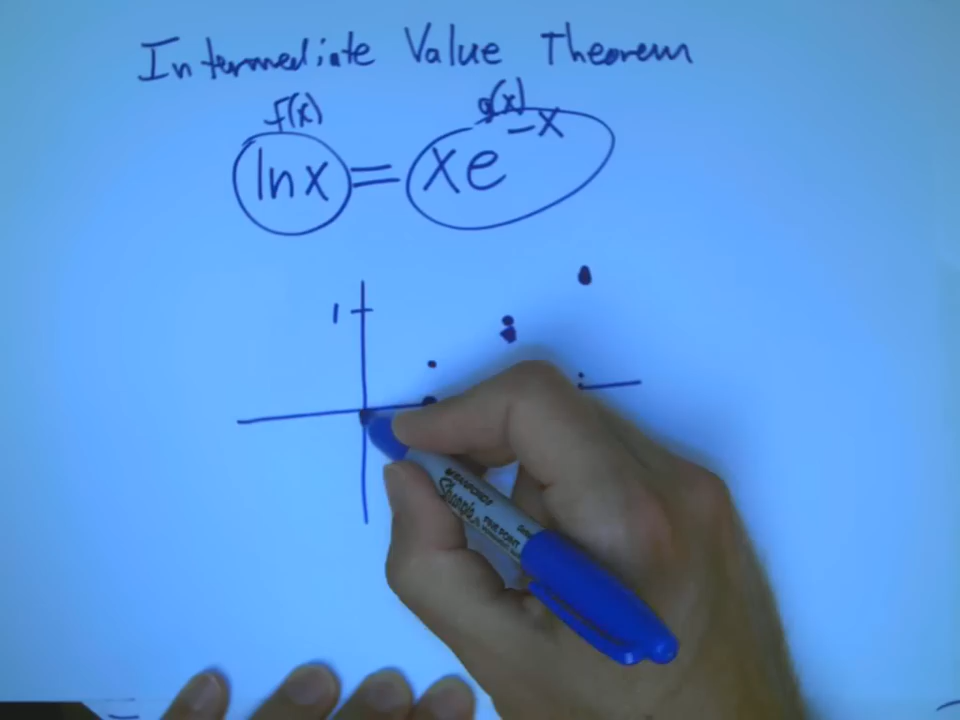 Intermediate Value Theorem
f(x) g(x)
ln x = xe^-x
1
Sharpie
FINE POINT